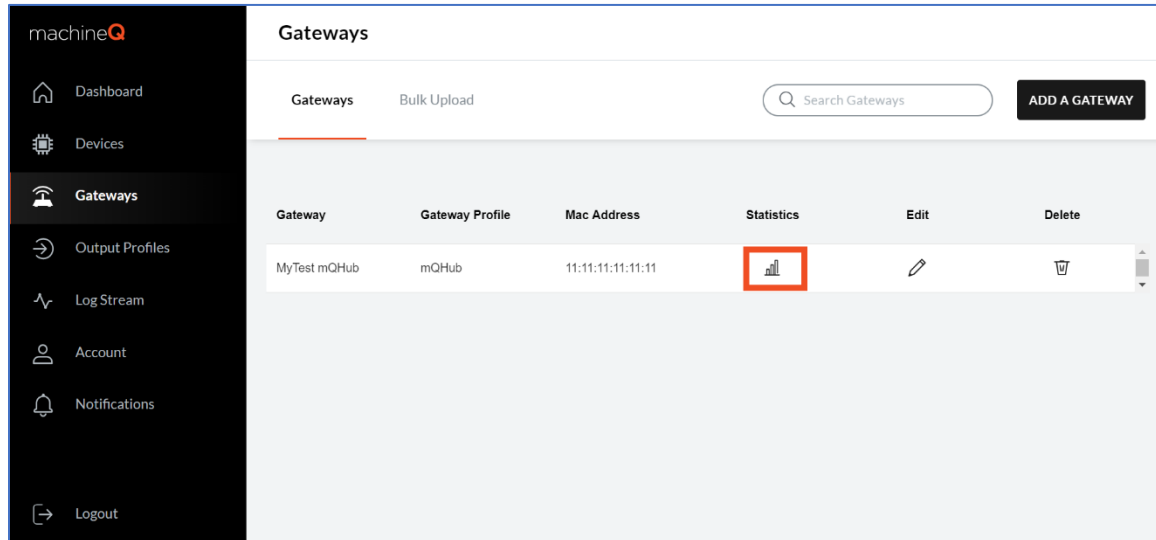 machineQ
Gateways
Dashboard
Gateways Bulk Upload Search Gateways ADD A GATEWAY
Devices
Gateways
Gateway Gateway Profile Mac Address Statistics Edit Delete
Output Profiles
MyTest mQHub mQHub 11:11:11:11:11:11
Log Stream
Account
Notifications
Logout